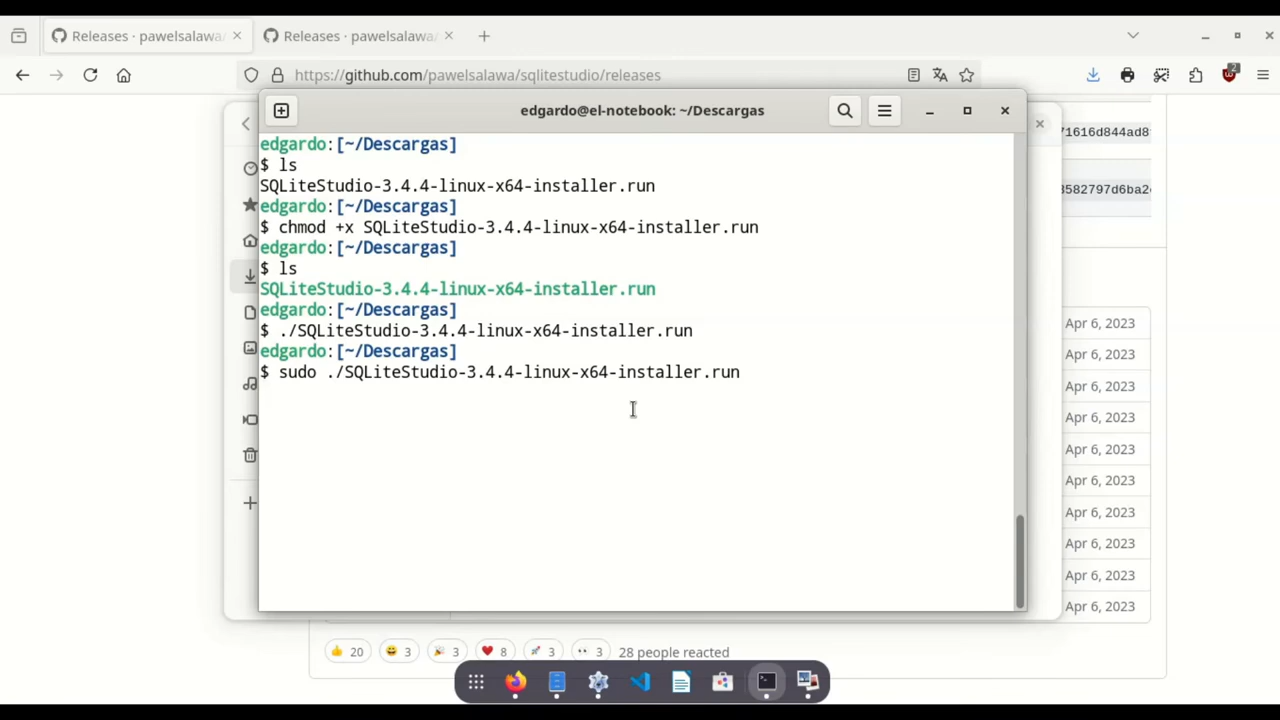 Releases · pawelsalawa/
Releases · pawelsalawa/
https://github.com/pawelsalawa/sqlitestudio/releases
2
edgardo@el-notebook: ~/Descargas
edgardo:[~/Descargas]
$ ls
SQLiteStudio-3.4.4-linux-x64-installer.run
edgardo:[~/Descargas]
$ chmod +x SQLiteStudio-3.4.4-linux-x64-installer.run
edgardo:[~/Descargas]
$ ls
SQLiteStudio-3.4.4-linux-x64-installer.run
edgardo:[~/Descargas]
$ ./SQLiteStudio-3.4.4-linux-x64-installer.run
edgardo:[~/Descargas]
$ sudo ./SQLiteStudio-3.4.4-linux-x64-installer.run
71616d844ad8
3582797d6ba2
Apr 6, 2023
Apr 6, 2023
Apr 6, 2023
Apr 6, 2023
Apr 6, 2023
Apr 6, 2023
Apr 6, 2023
Apr 6, 2023
Apr 6, 2023
Apr 6, 2023
👍 20 😄 3 🎉 3 ❤️ 8 🚀 3 👀 3 28 people reacted